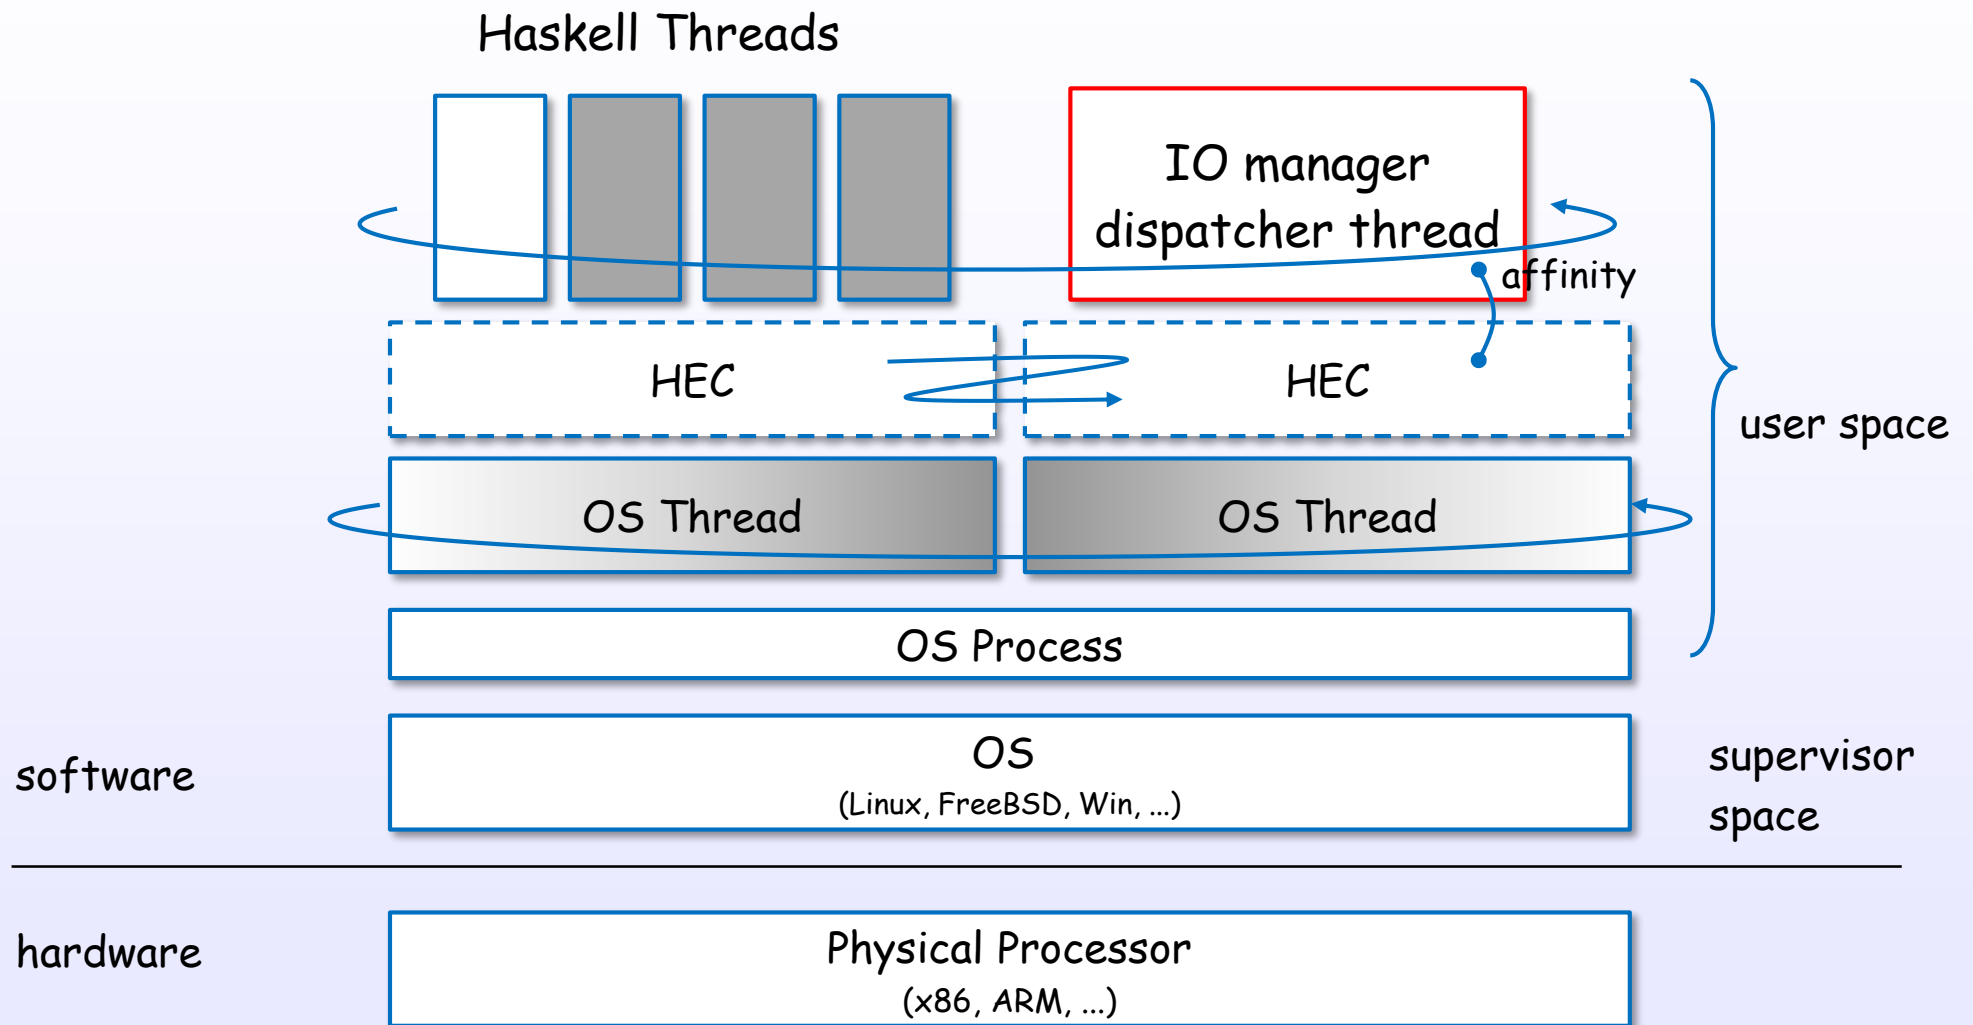 Haskell Threads
IO manager
dispatcher thread
affinity
HEC
HEC
user space
OS Thread
OS Thread
OS Process
OS
(Linux, FreeBSD, Win, ...)
software
supervisor
space
hardware
Physical Processor
(x86, ARM, ...)